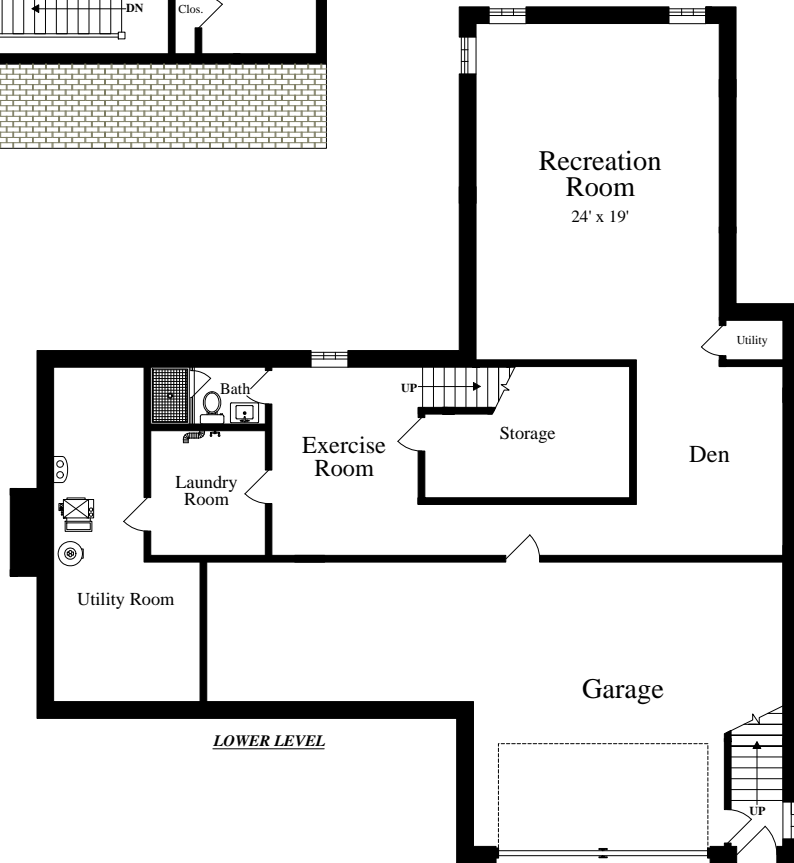 DN
Clos.
Recreation
Room
24' x 19'
Utility
Bath
UP
Exercise
Room
Storage
Den
Laundry
Room
Utility Room
Garage
LOWER LEVEL
UP